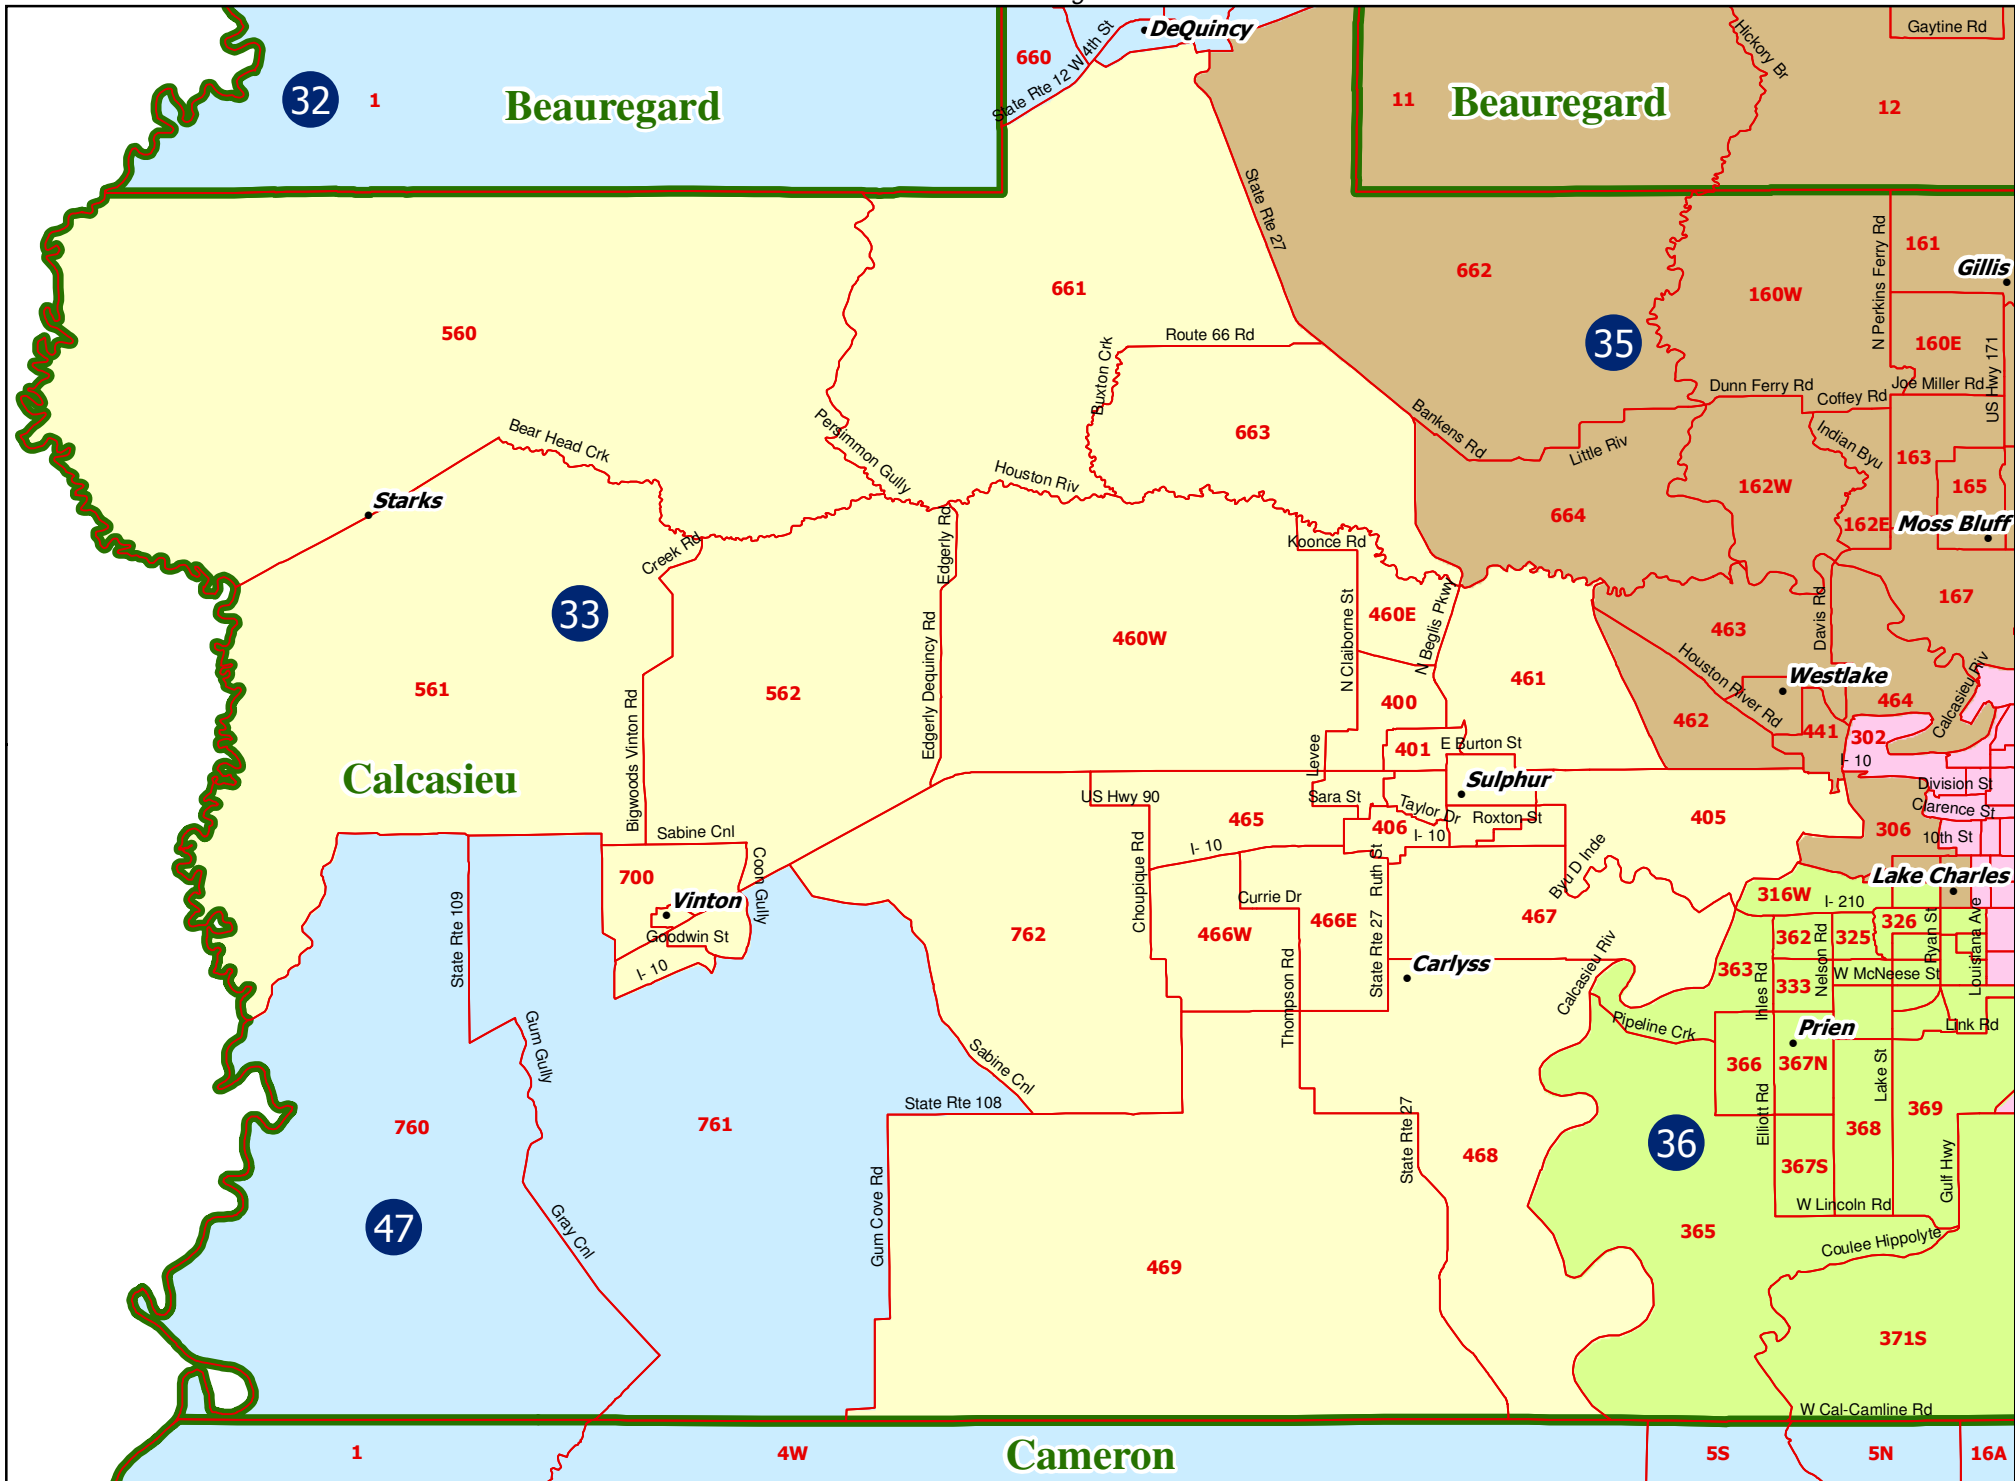 DeQuincy
State Rte 12 W 4th St
660
32
1
Beauregard
11
Beauregard
Hickory Br
Gaytine Rd
12
State Rte 27
560
661
662
35
160W
N Perkins Ferry Rd
161
Gillis
160E
US Hwy 171
Route 66 Rd
Buxton Crk
Dunn Ferry Rd
Joe Miller Rd
Coffey Rd
Bear Head Crk
Persimmon Gully
663
Bankens Rd
Little Riv
Indian Byu
163
165
162W
Houston Riv
Starks
664
162E
Moss Bluff
Creek Rd
Edgerly Rd
Koonce Rd
33
460W
N Claiborne St
460E
N Beglis Pkwy
463
Davis Rd
167
561
Bigwoods Vinton Rd
562
Edgerly Dequincy Rd
461
Houston River Rd
Westlake
Calcasieu Riv
400
462
441
464
302
Levee
401
E Burton St
I- 10
Calcasieu
Sulphur
Division St
US Hwy 90
Sara St
Taylor Dr
Roxton St
Clarence St
465
406
I- 10
405
306
10th St
Sabine Cnl
Choupique Rd
I- 10
Ruth St
Byu D Inde
Coon Gully
700
Lake Charles
Vinton
Goodwin St
I- 10
State Rte 109
762
Currie Dr
466W
466E
State Rte 27
467
316W
I- 210
326
362
325
Nelson Rd
Ryan St
Louisiana Ave
Carlyss
Calcasieu Riv
363
W McNeese St
333
Ihles Rd
Gum Gully
Thompson Rd
Pipeline Crk
Prien
Link Rd
Sabine Cnl
366
367N
Lake St
State Rte 108
760
761
State Rte 27
Elliott Rd
369
368
36
468
367S
Gulf Hwy
Gum Cove Rd
47
Gray Cnl
W Lincoln Rd
365
Coulee Hippolyte
469
371S
W Cal-Camline Rd
1
4W
Cameron
5S
5N
16A